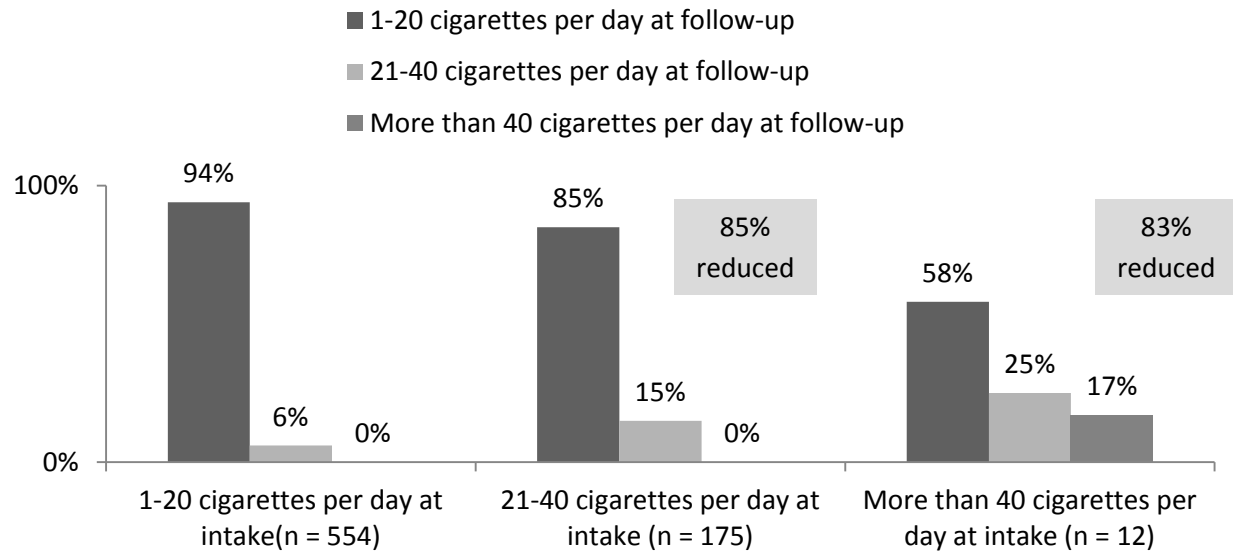 1-20 cigarettes per day at follow-up
21-40 cigarettes per day at follow-up
More than 40 cigarettes per day at follow-up
100%
94%
6%
0%
85%
15%
0%
85%
reduced
58%
25%
17%
83%
reduced
0%
1-20 cigarettes per day at
intake(n = 554)
21-40 cigarettes per day at
intake (n = 175)
More than 40 cigarettes per
day at intake (n = 12)